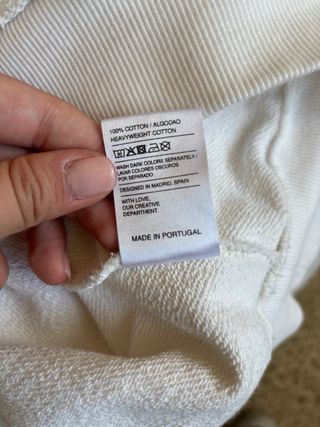 100% COTTON / ALGODAO
HEAVYWEIGHT COTTON
WASH DARK COLORS SEPARATELY /
LAVAR COLORES OBSCUROS
POR SEPARADO
DESIGNED IN MADRID, SPAIN
WITH LOVE,
OUR CREATIVE
DEPARTMENT
MADE IN PORTUGAL